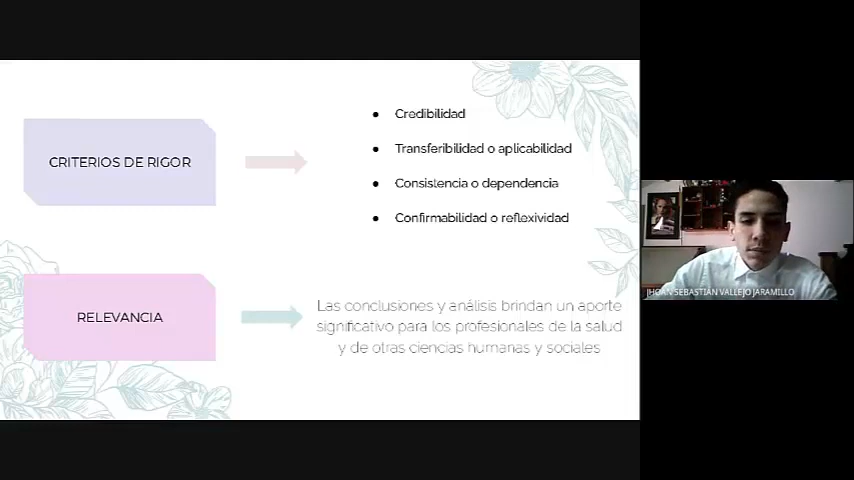 CRITERIOS DE RIGOR
• Credibilidad
• Transferibilidad o aplicabilidad
• Consistencia o dependencia
• Confirmabilidad o reflexividad
RELEVANCIA
Las conclusiones y análisis brindan un aporte
significativo para los profesionales de la salud
y de otras ciencias humanas y sociales
JHOAN SEBASTIAN VALLEJO JARAMILLO